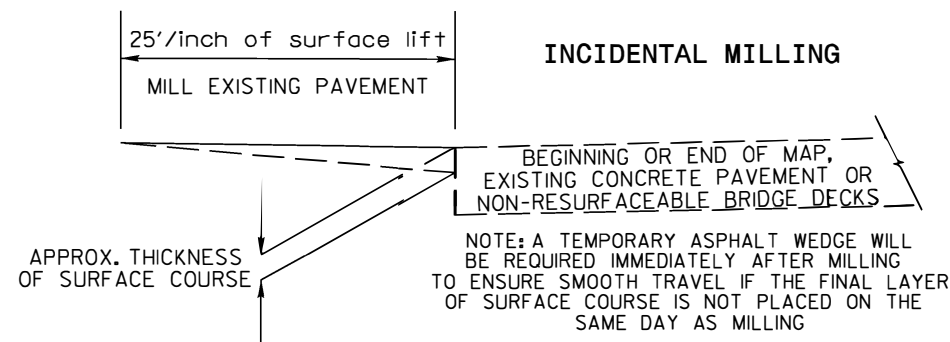 25'/inch of surface lift
INCIDENTAL MILLING
MILL EXISTING PAVEMENT
BEGINNING OR END OF MAP,
EXISTING CONCRETE PAVEMENT OR
NON-RESURFACEABLE BRIDGE DECKS
APPROX. THICKNESS
OF SURFACE COURSE
NOTE: A TEMPORARY ASPHALT WEDGE WILL
BE REQUIRED IMMEDIATELY AFTER MILLING
TO ENSURE SMOOTH TRAVEL IF THE FINAL LAYER
OF SURFACE COURSE IS NOT PLACED ON THE
SAME DAY AS MILLING